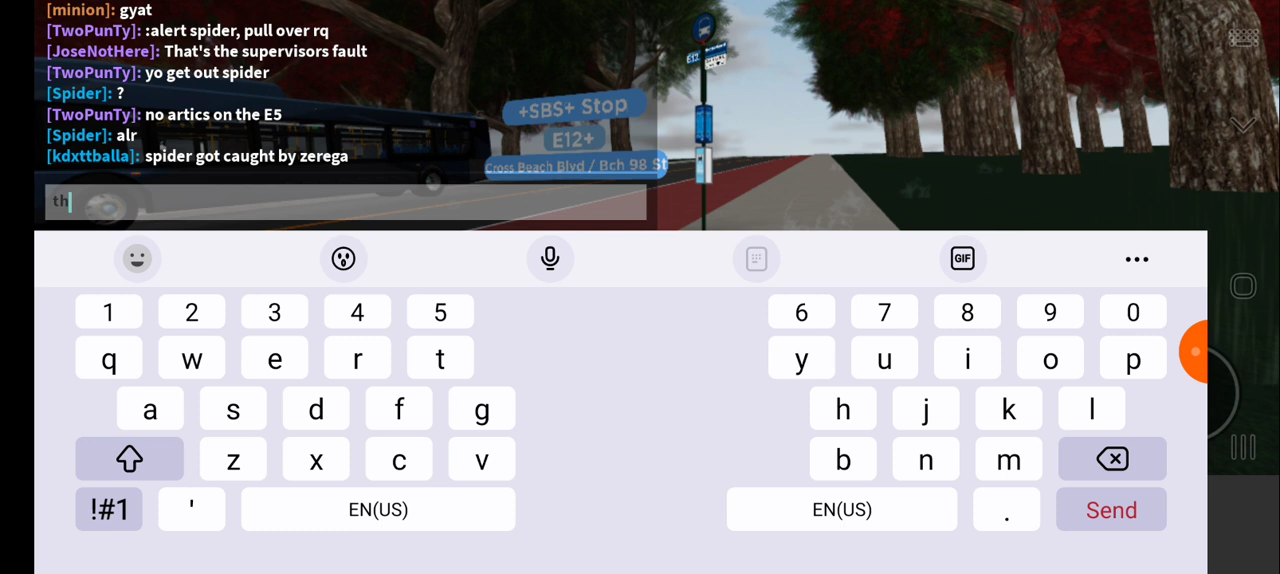 [minion]: gyat
[TwoPunTy]: :alert spider, pull over rq
[JoseNotHere]: That's the supervisors fault
[TwoPunTy]: yo get out spider
[Spider]: ?
[TwoPunTy]: no artics on the E5
[Spider]: alr
[kdxttballa]: spider got caught by zerega
th
+SBS+ Stop
E12+
Cross Beach Blvd / Bch 98 St
E12
GIF
1 2 3 4 5 6 7 8 9 0
q w e r t y u i o p
a s d f g h j k l
z x c v b n m
!#1 ' EN(US) EN(US) . Send